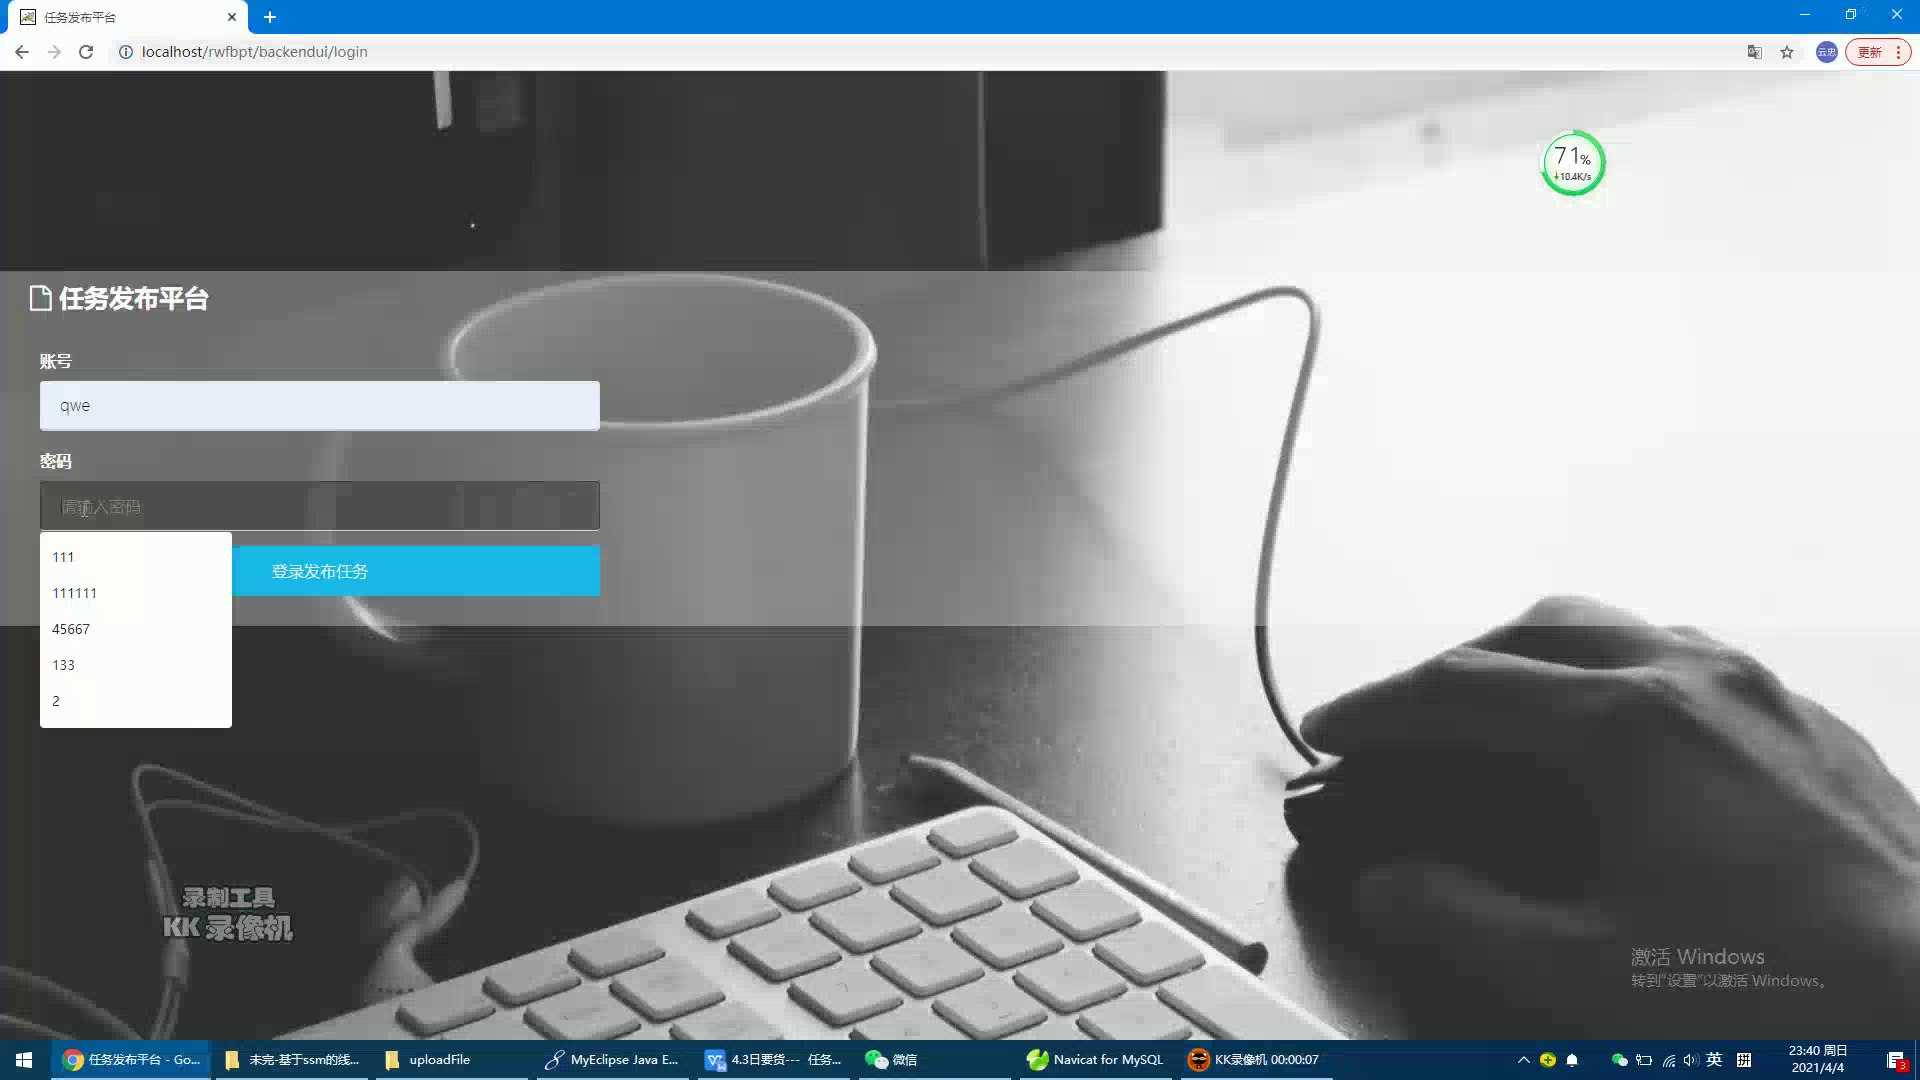 任务发布平台
localhost/rwfbpt/backendui/login
云忠
更新
71%
10.4K/s
任务发布平台
账号
qwe
密码
请输入密码
111
111111
45667
133
2
登录发布任务
录制工具
KK 录像机
激活 Windows
转到"设置"以激活 Windows。
任务发布平台 - Go...
未完-基于ssm的线...
uploadFile
MyEclipse Java E...
4.3日要货--- 任务...
微信
Navicat for MySQL
KK录像机 00:00:07
英
拼
23:40 周日
2021/4/4
3